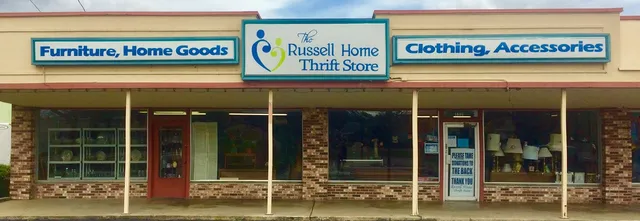 Furniture, Home Goods
The
Russell Home
Thrift Store
Clothing, Accessories
PLEASE TAKE
DONATIONS TO
THE BACK
THANK YOU